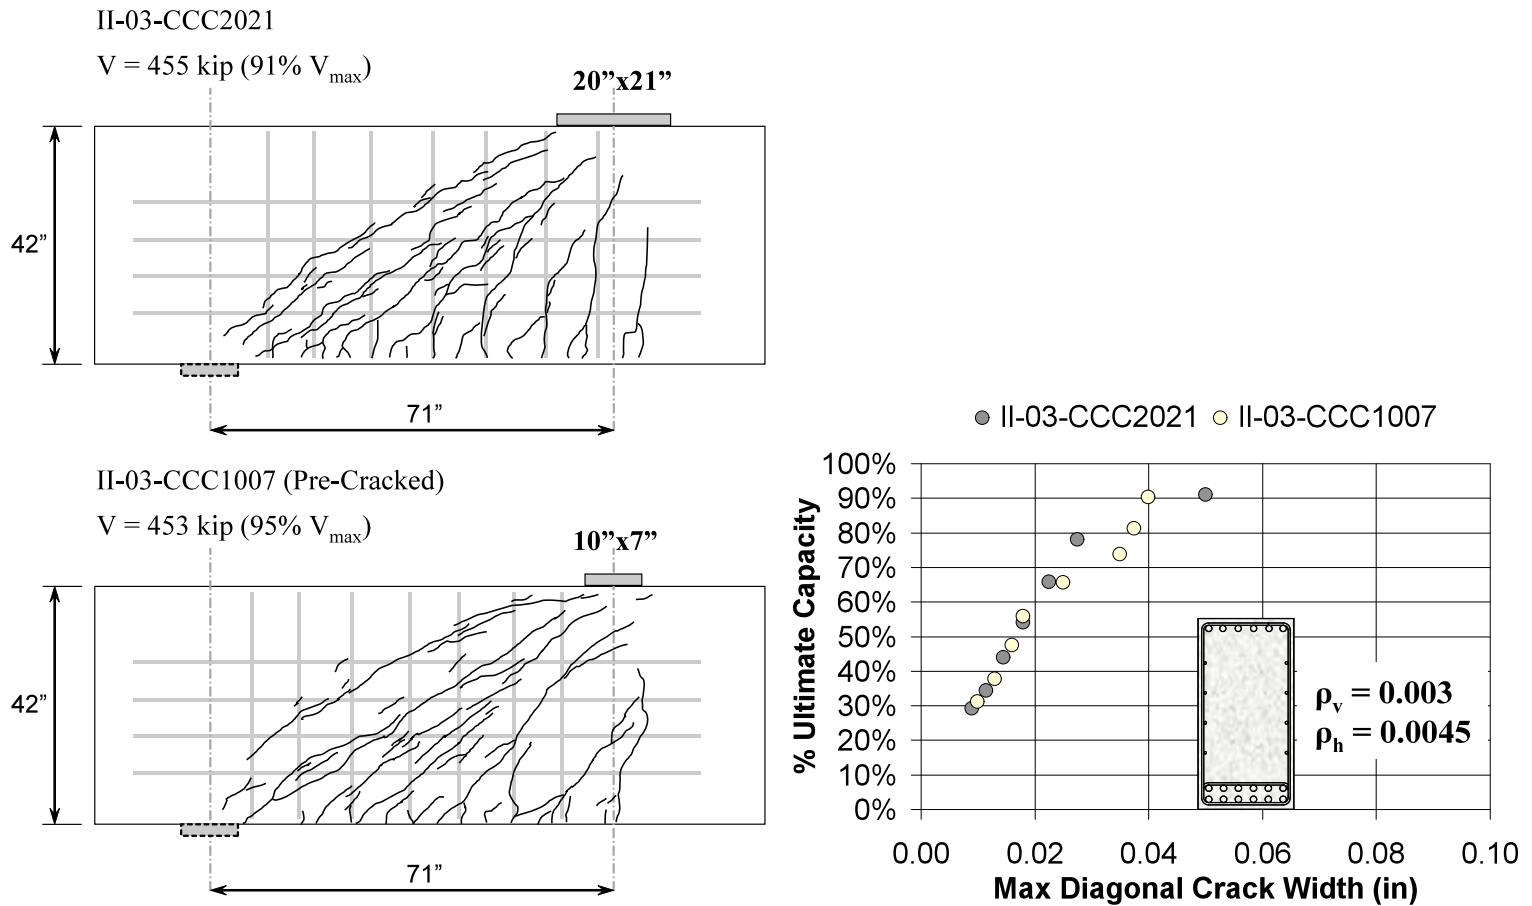 II-03-CCC2021
V = 455 kip (91% Vmax)
20”x21”
42”
71”
II-03-CCC1007 (Pre-Cracked)
V = 453 kip (95% Vmax)
10”x7”
42”
71”
II-03-CCC2021 II-03-CCC1007
% Ultimate Capacity
100%
90%
80%
70%
60%
50%
40%
30%
20%
10%
0%
ρv = 0.003
ρh = 0.0045
0.00 0.02 0.04 0.06 0.08 0.10
Max Diagonal Crack Width (in)